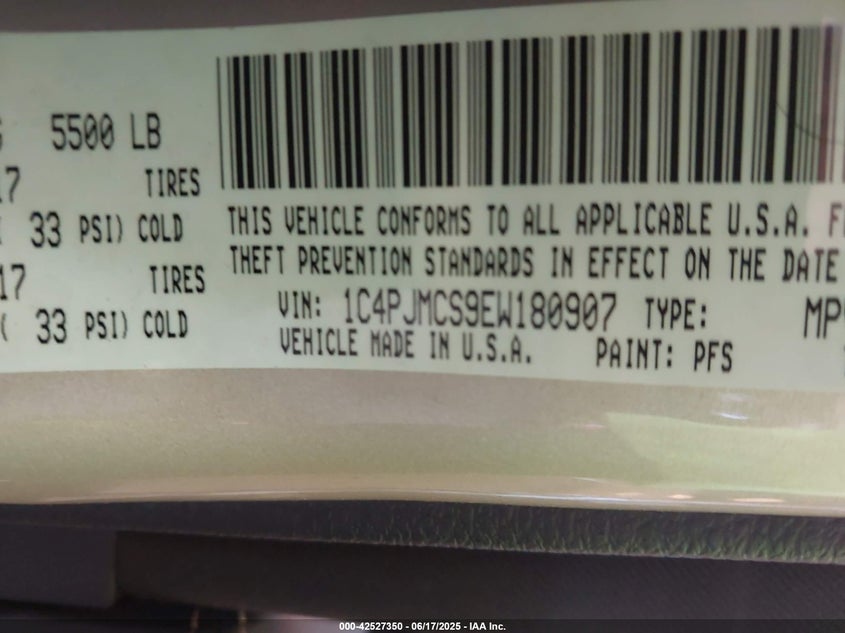 5500 LB
17 TIRES
33 PSI) COLD
17 TIRES
( 33 PSI) COLD
THIS VEHICLE CONFORMS TO ALL APPLICABLE U.S.A.
THEFT PREVENTION STANDARDS IN EFFECT ON THE DATE
VIN: 1C4PJMCS9EW180907 TYPE: MP
VEHICLE MADE IN U.S.A. PAINT: PFS
000-42527350 - 06/17/2025 - IAA Inc.